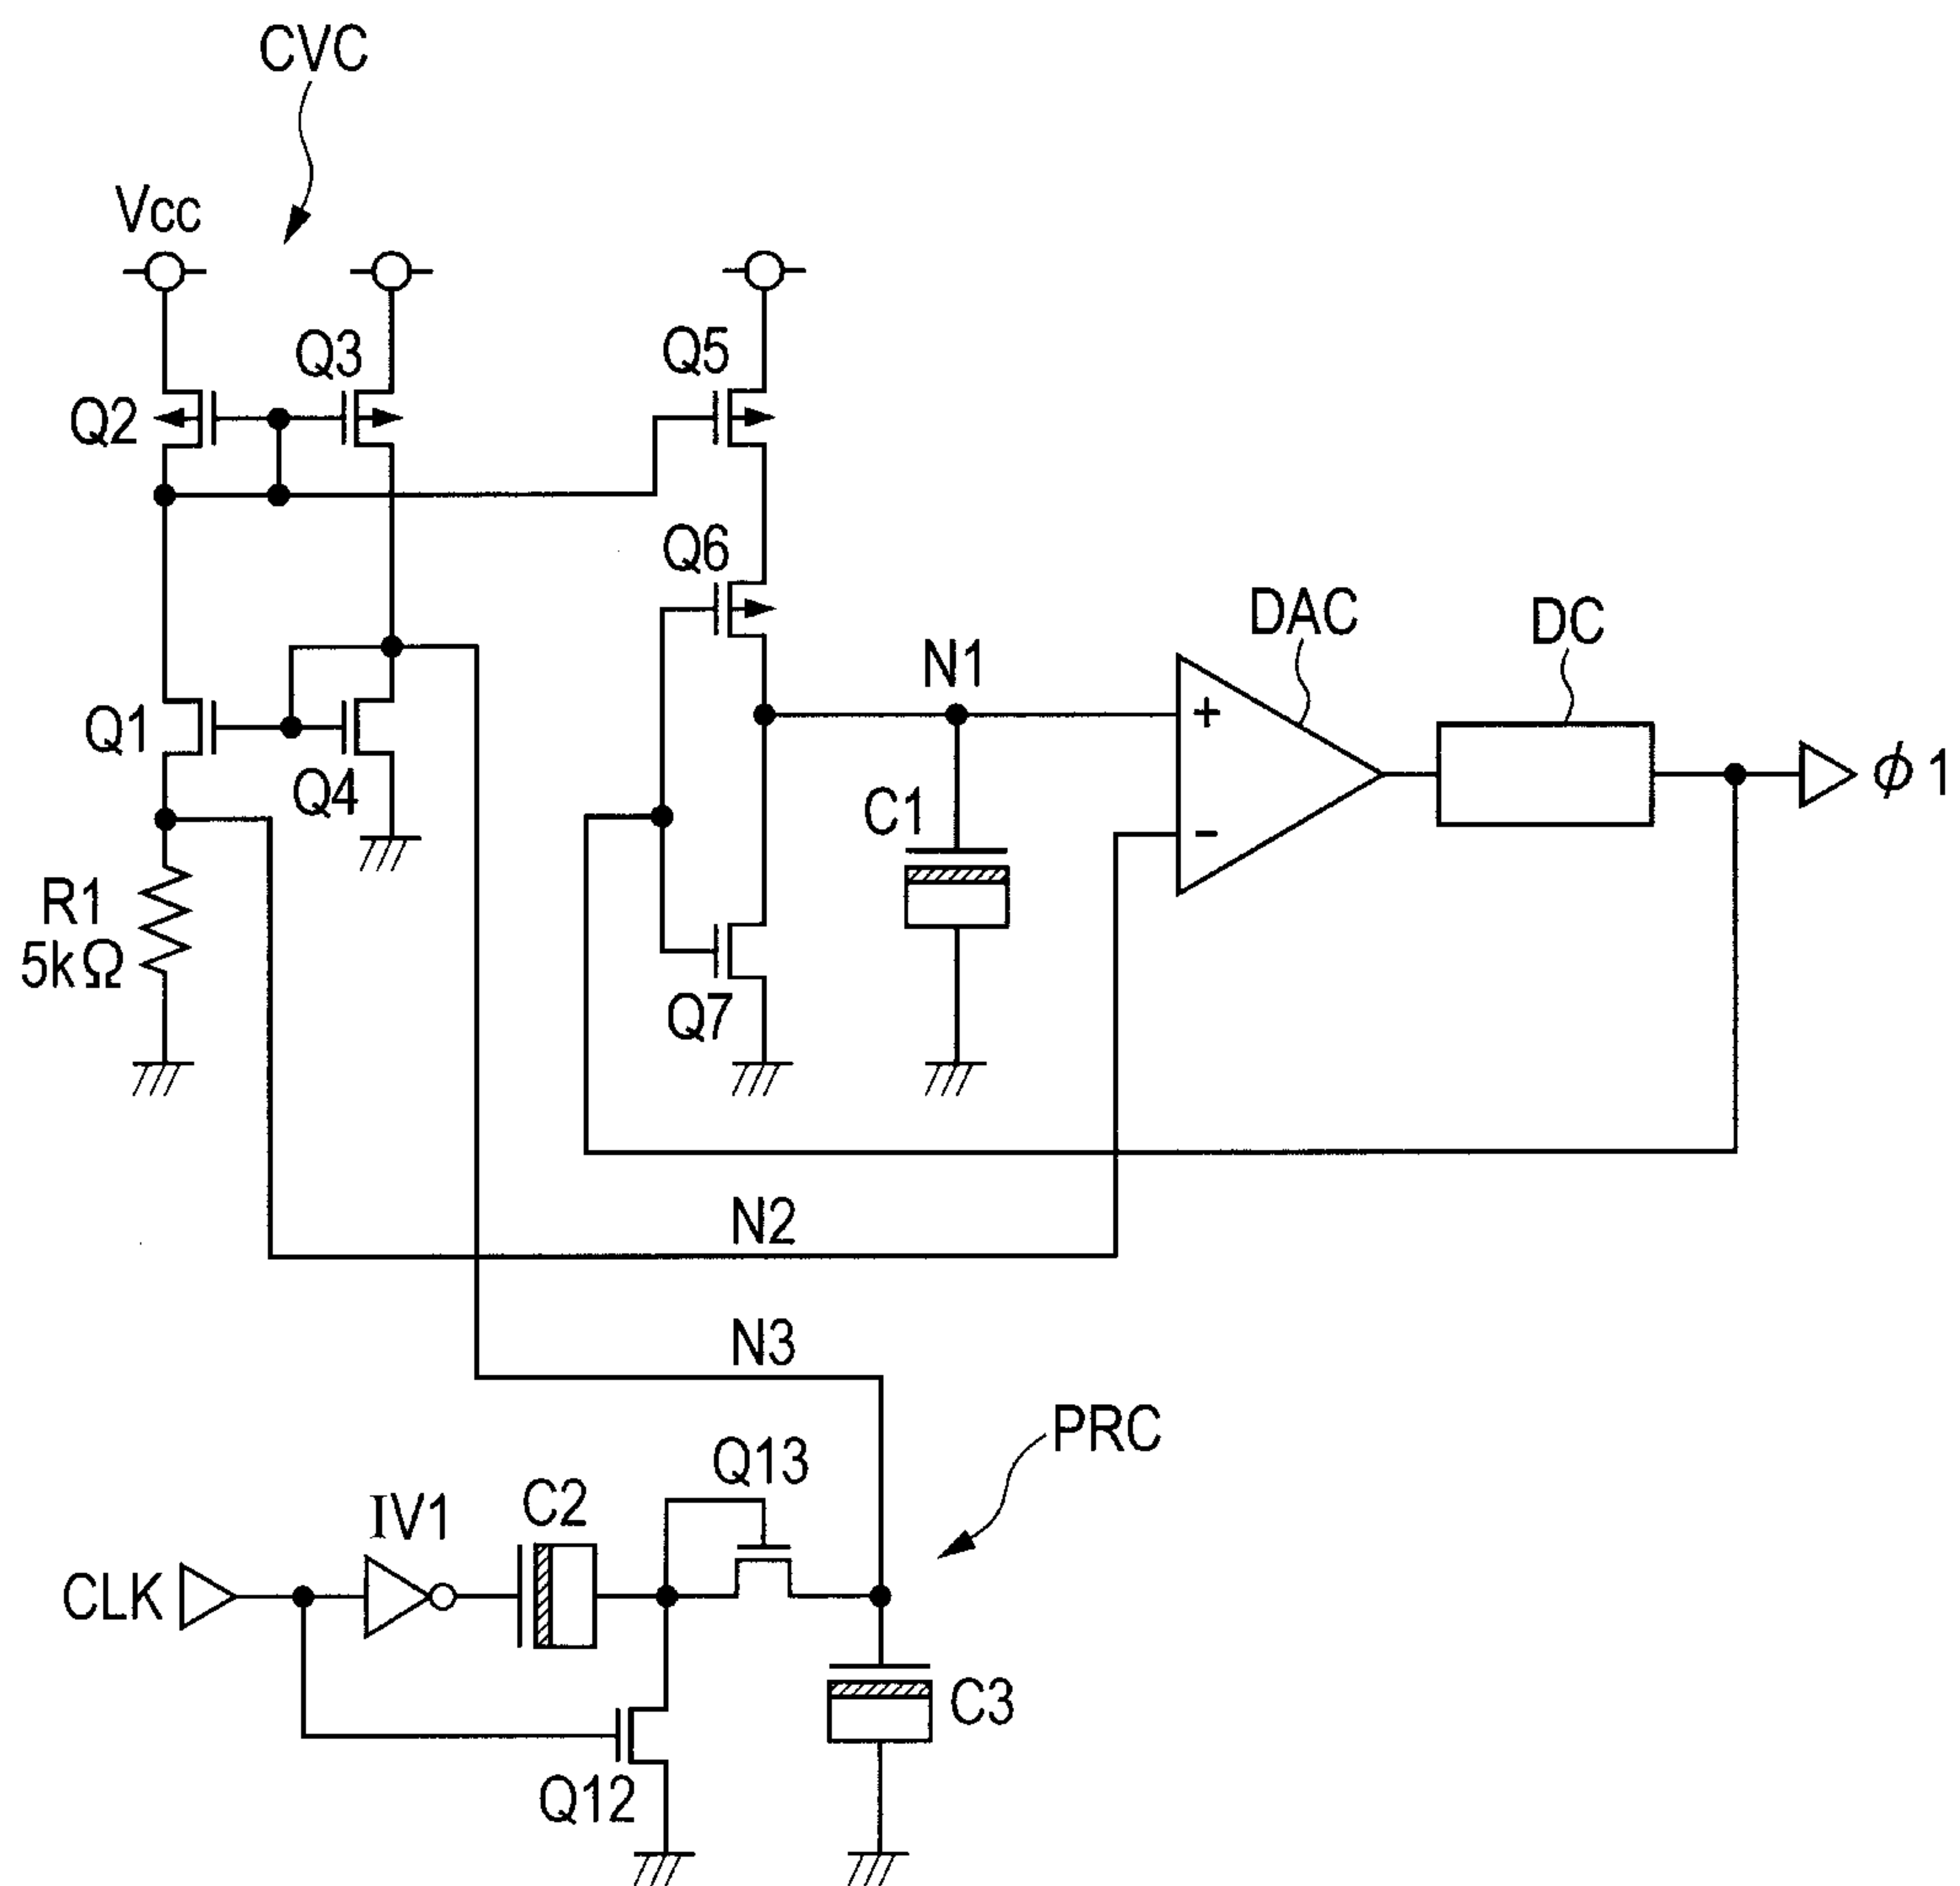 CVC
Vcc
Q3
Q5
Q2
Q6
DAC
DC
N1
Q1
Q4
+
ϕ1
C1
−
R1
5kΩ
Q7
N2
N3
PRC
Q13
C2
IV1
CLK
C3
Q12